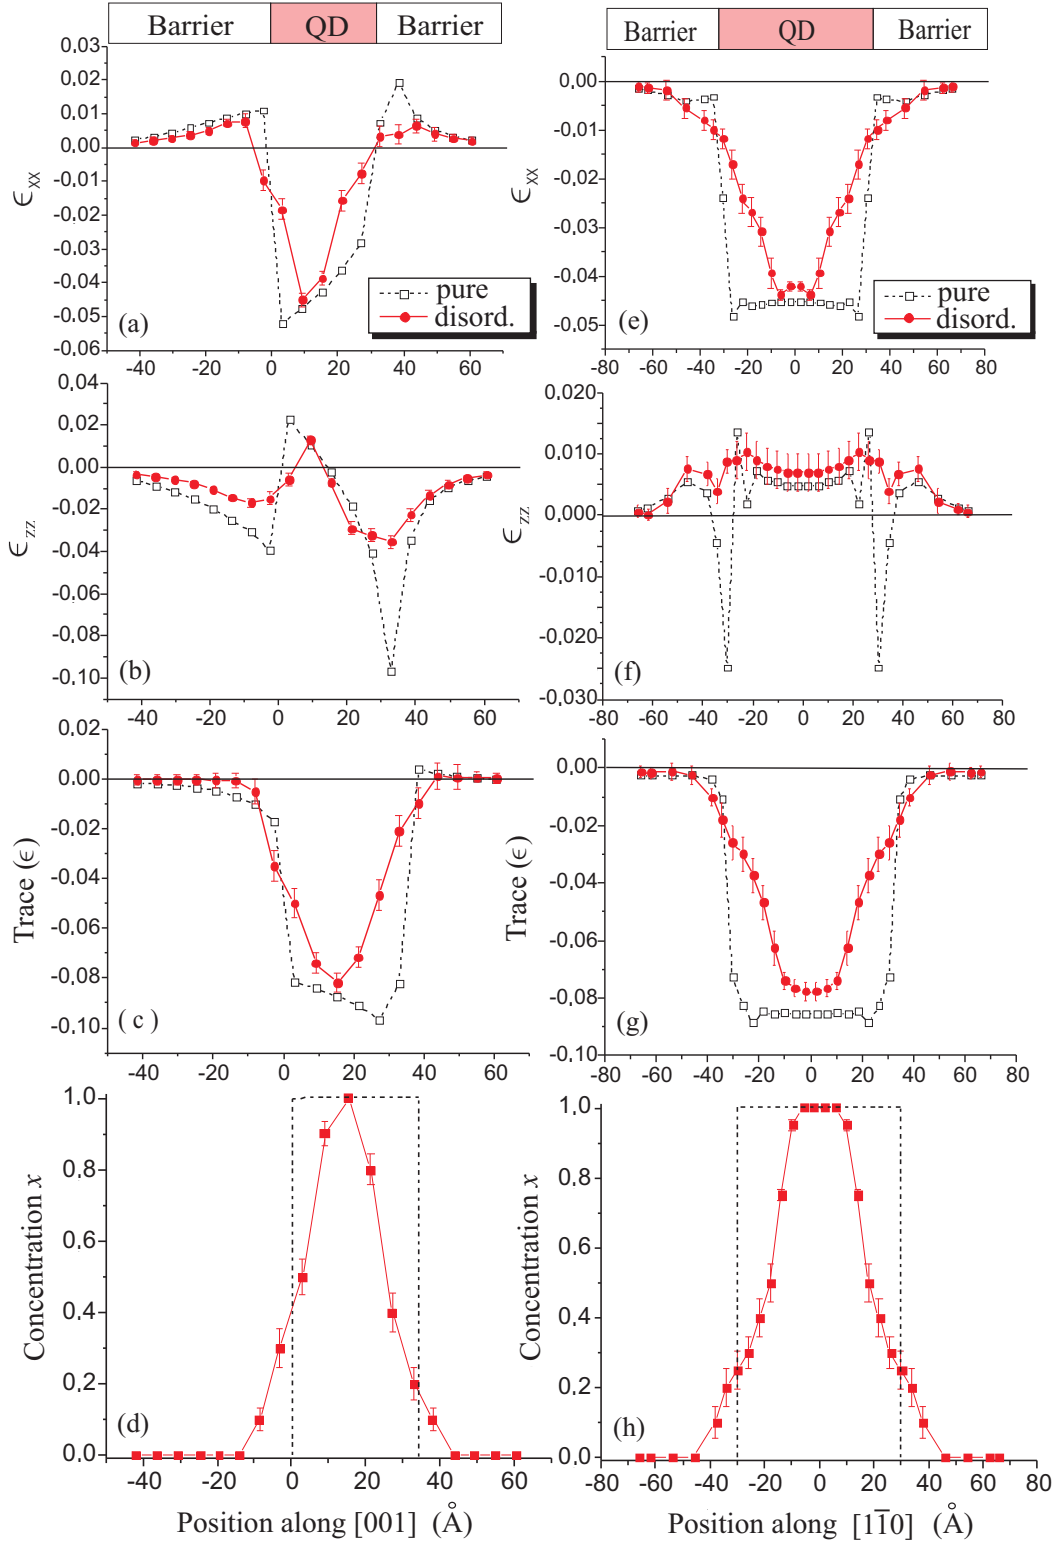 Barrier QD Barrier
Barrier QD Barrier
0,03
0,02
0,01
0,00
-0,01
-0,02
-0,03
-0,04
-0,05
-0,06
ϵxx
pure
disord.
(a)
-40 -20 0 20 40 60
0,00
-0,01
-0,02
-0,03
-0,04
-0,05
ϵxx
pure
disord.
(e)
-80 -60 -40 -20 0 20 40 60 80
0,04
0,02
0,00
-0,02
-0,04
-0,06
-0,08
-0,10
ϵzz
(b)
-40 -20 0 20 40 60
0,020
0,010
0,000
-0,010
-0,020
-0,030
ϵzz
(f)
-80 -60 -40 -20 0 20 40 60 80
0,02
0,00
-0,02
-0,04
-0,06
-0,08
-0,10
Trace (ϵ)
( c )
-40 -20 0 20 40 60
0,00
-0,02
-0,04
-0,06
-0,08
-0,10
Trace (ϵ)
(g)
-80 -60 -40 -20 0 20 40 60 80
1,0
0,8
0,6
0,4
0,2
0,0
Concentration x
(d)
-40 -20 0 20 40 60
Position along [001] (Å)
1,0
0,8
0,6
0,4
0,2
0,0
Concentration x
(h)
-80 -60 -40 -20 0 20 40 60 80
Position along [11̅0] (Å)